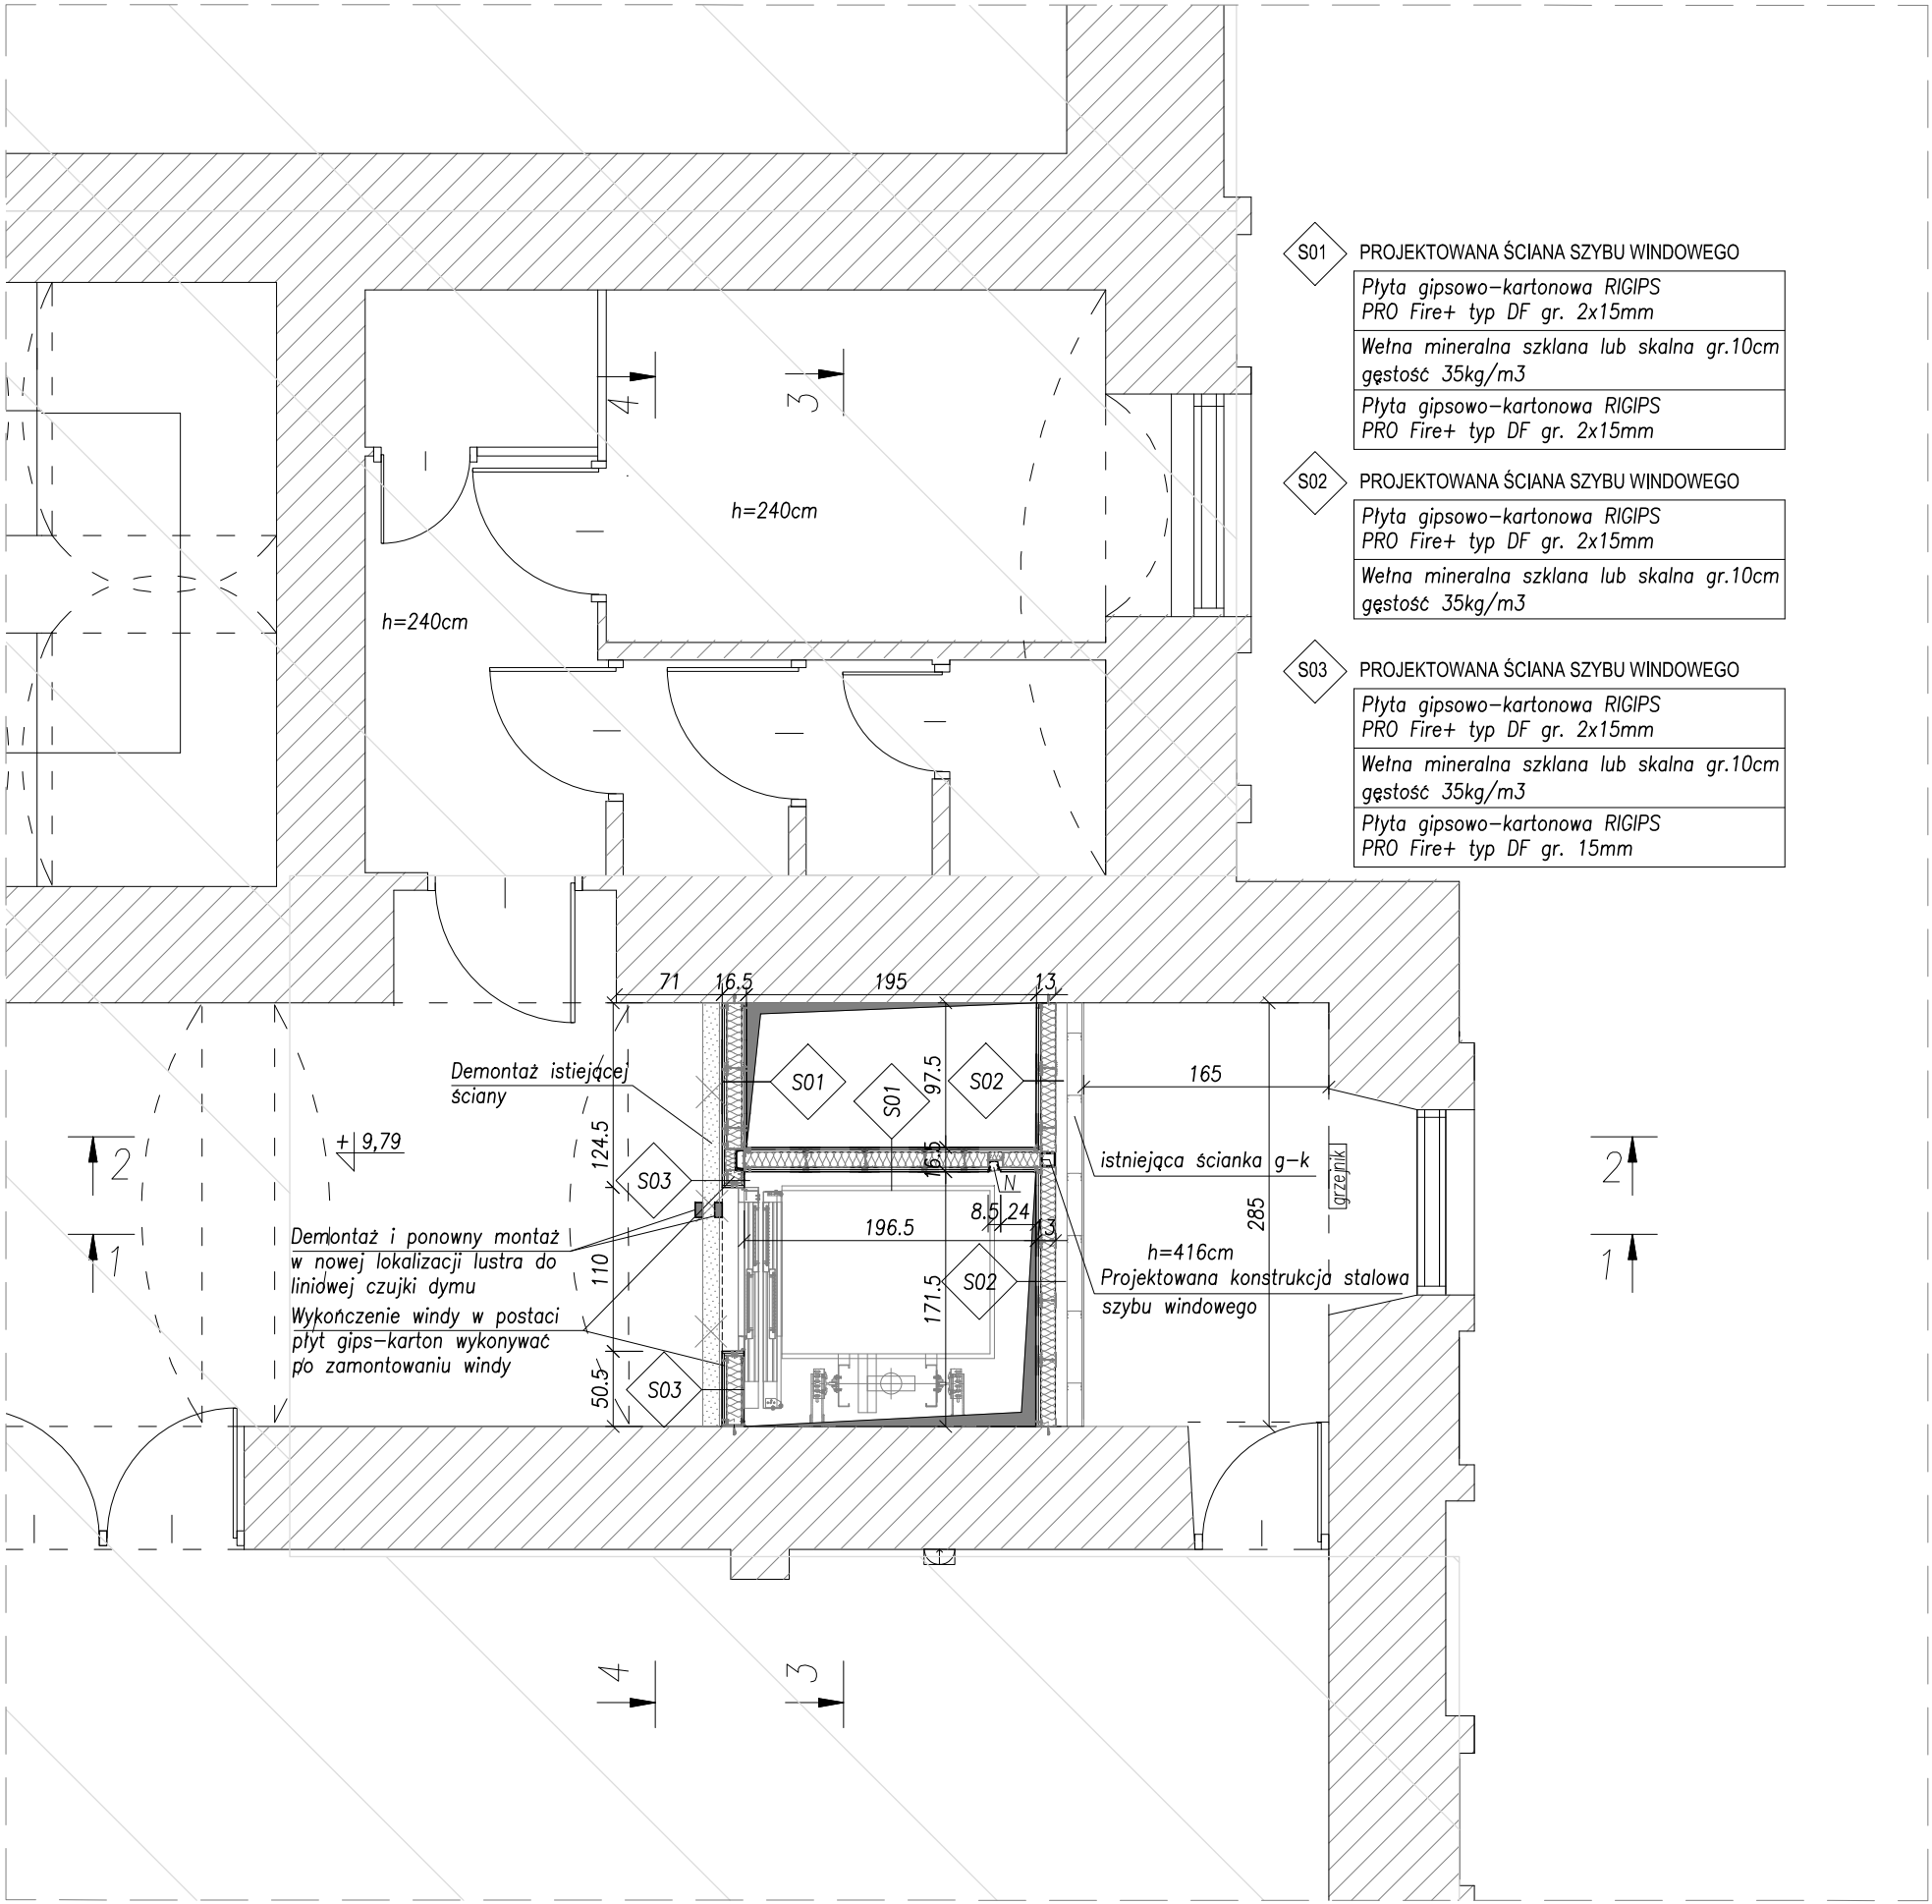 S01
PROJEKTOWANA ŚCIANA SZYBU WINDOWEGO
Płyta gipsowo-kartonowa RIGIPS
PRO Fire+ typ DF gr. 2x15mm
Wełna mineralna szklana lub skalna gr.10cm
gęstość 35kg/m3
Płyta gipsowo-kartonowa RIGIPS
PRO Fire+ typ DF gr. 2x15mm
S02
PROJEKTOWANA ŚCIANA SZYBU WINDOWEGO
Płyta gipsowo-kartonowa RIGIPS
PRO Fire+ typ DF gr. 2x15mm
Wełna mineralna szklana lub skalna gr.10cm
gęstość 35kg/m3
S03
PROJEKTOWANA ŚCIANA SZYBU WINDOWEGO
Płyta gipsowo-kartonowa RIGIPS
PRO Fire+ typ DF gr. 2x15mm
Wełna mineralna szklana lub skalna gr.10cm
gęstość 35kg/m3
Płyta gipsowo-kartonowa RIGIPS
PRO Fire+ typ DF gr. 15mm
4
3
h=240cm
h=240cm
71
16.5
195
13
Demontaż istiejącej
ściany
S01
S01
97.5
S02
165
+ 9,79
124.5
2
S03
16.5
N
istniejąca ścianka g-k
grzejnik
2
8.5
24
196.5
13
285
Demontaż i ponowny montaż
w nowej lokalizacji lustra do
liniowej czujki dymu
1
110
171.5
S02
h=416cm
Projektowana konstrukcja stalowa
szybu windowego
1
Wykończenie windy w postaci
płyt gips-karton wykonywać
p/o zamontowaniu windy
50.5
S03
4
3